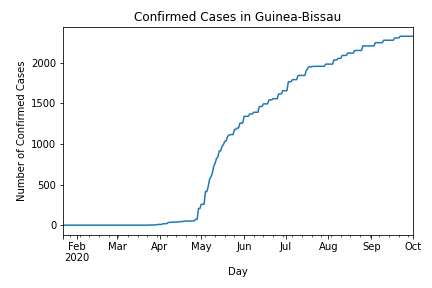 Confirmed Cases in Guinea-Bissau
Number of Confirmed Cases
2000
1500
1000
500
0
Feb Mar Apr May Jun Jul Aug Sep Oct
2020
Day